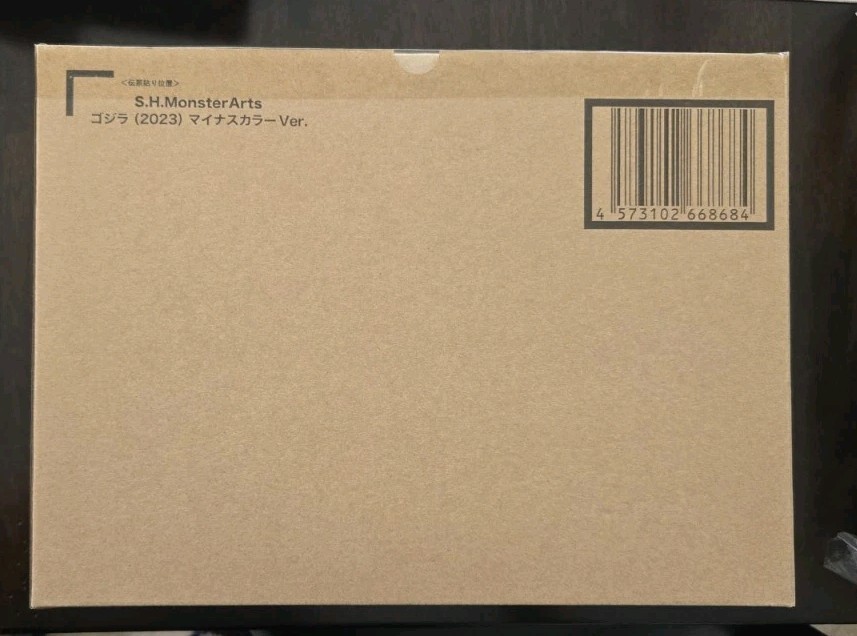 <伝票貼り位置>
S.H.MonsterArts
ゴジラ (2023) マイナスカラー Ver.
4 573102 668684